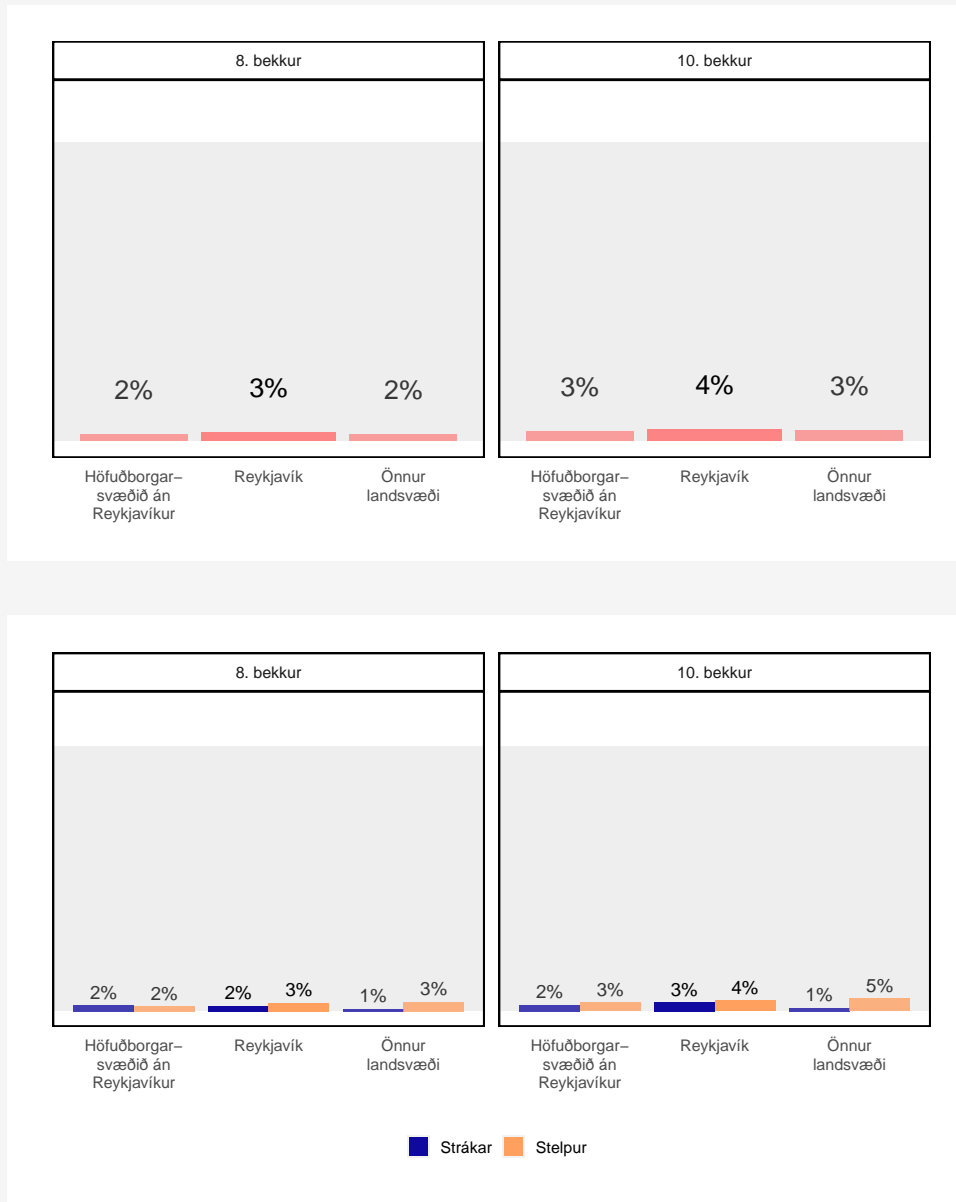 8. bekkur
10. bekkur
2%
3%
2%
3%
4%
3%
Höfuðborgar–
svæðið án
Reykjavíkur
Reykjavík
Önnur
landsvæði
Höfuðborgar–
svæðið án
Reykjavíkur
Reykjavík
Önnur
landsvæði
8. bekkur
10. bekkur
2%
2%
2%
3%
1%
3%
2%
3%
3%
4%
1%
5%
Höfuðborgar–
svæðið án
Reykjavíkur
Reykjavík
Önnur
landsvæði
Höfuðborgar–
svæðið án
Reykjavíkur
Reykjavík
Önnur
landsvæði
Strákar
Stelpur